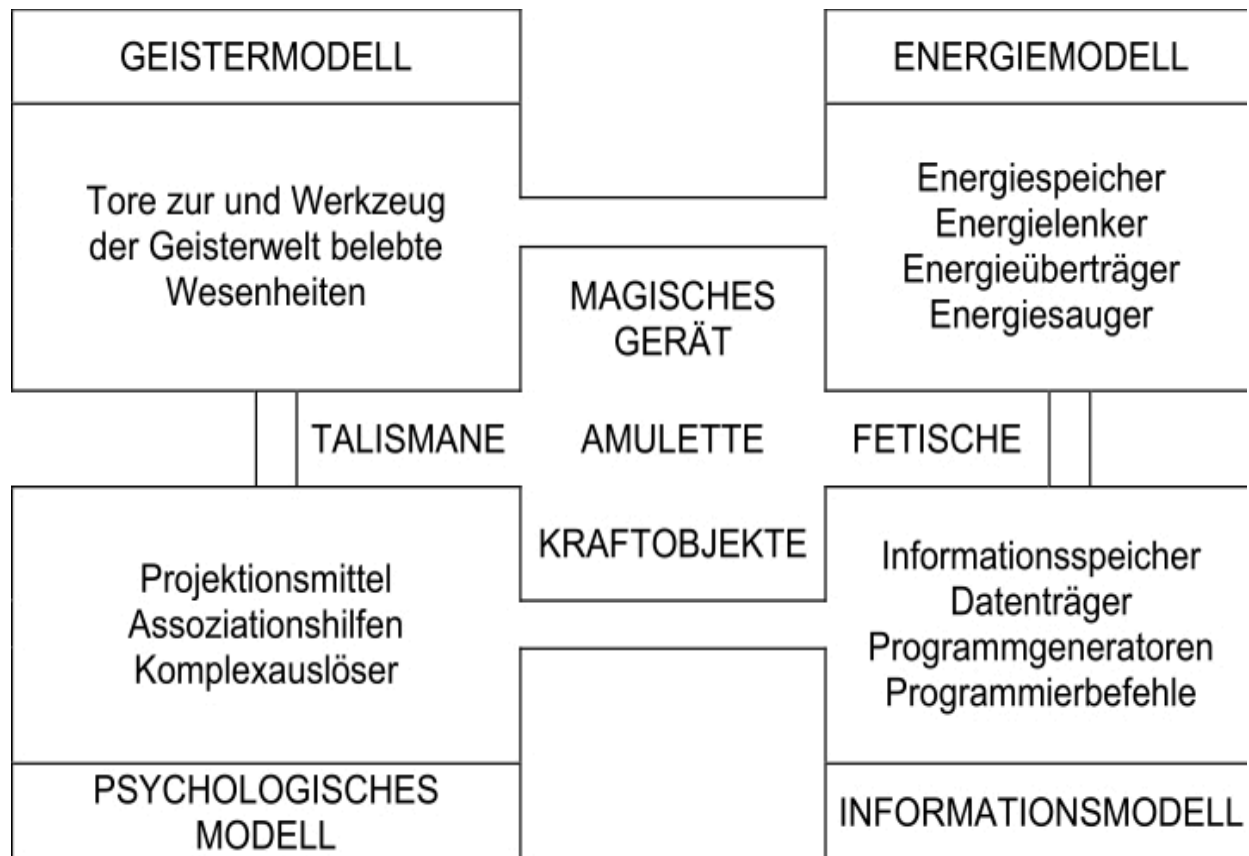 GEISTERMODELL
ENERGIEMODELL
Tore zur und Werkzeug
der Geisterwelt belebte
Wesenheiten
Energiespeicher
Energielenker
Energieüberträger
Energiesauger
MAGISCHES
GERÄT
TALISMANE
AMULETTE
FETISCHE
KRAFTOBJEKTE
Projektionsmittel
Assoziationshilfen
Komplexauslöser
Informationsspeicher
Datenträger
Programmgeneratoren
Programmierbefehle
PSYCHOLOGISCHES
MODELL
INFORMATIONSMODELL